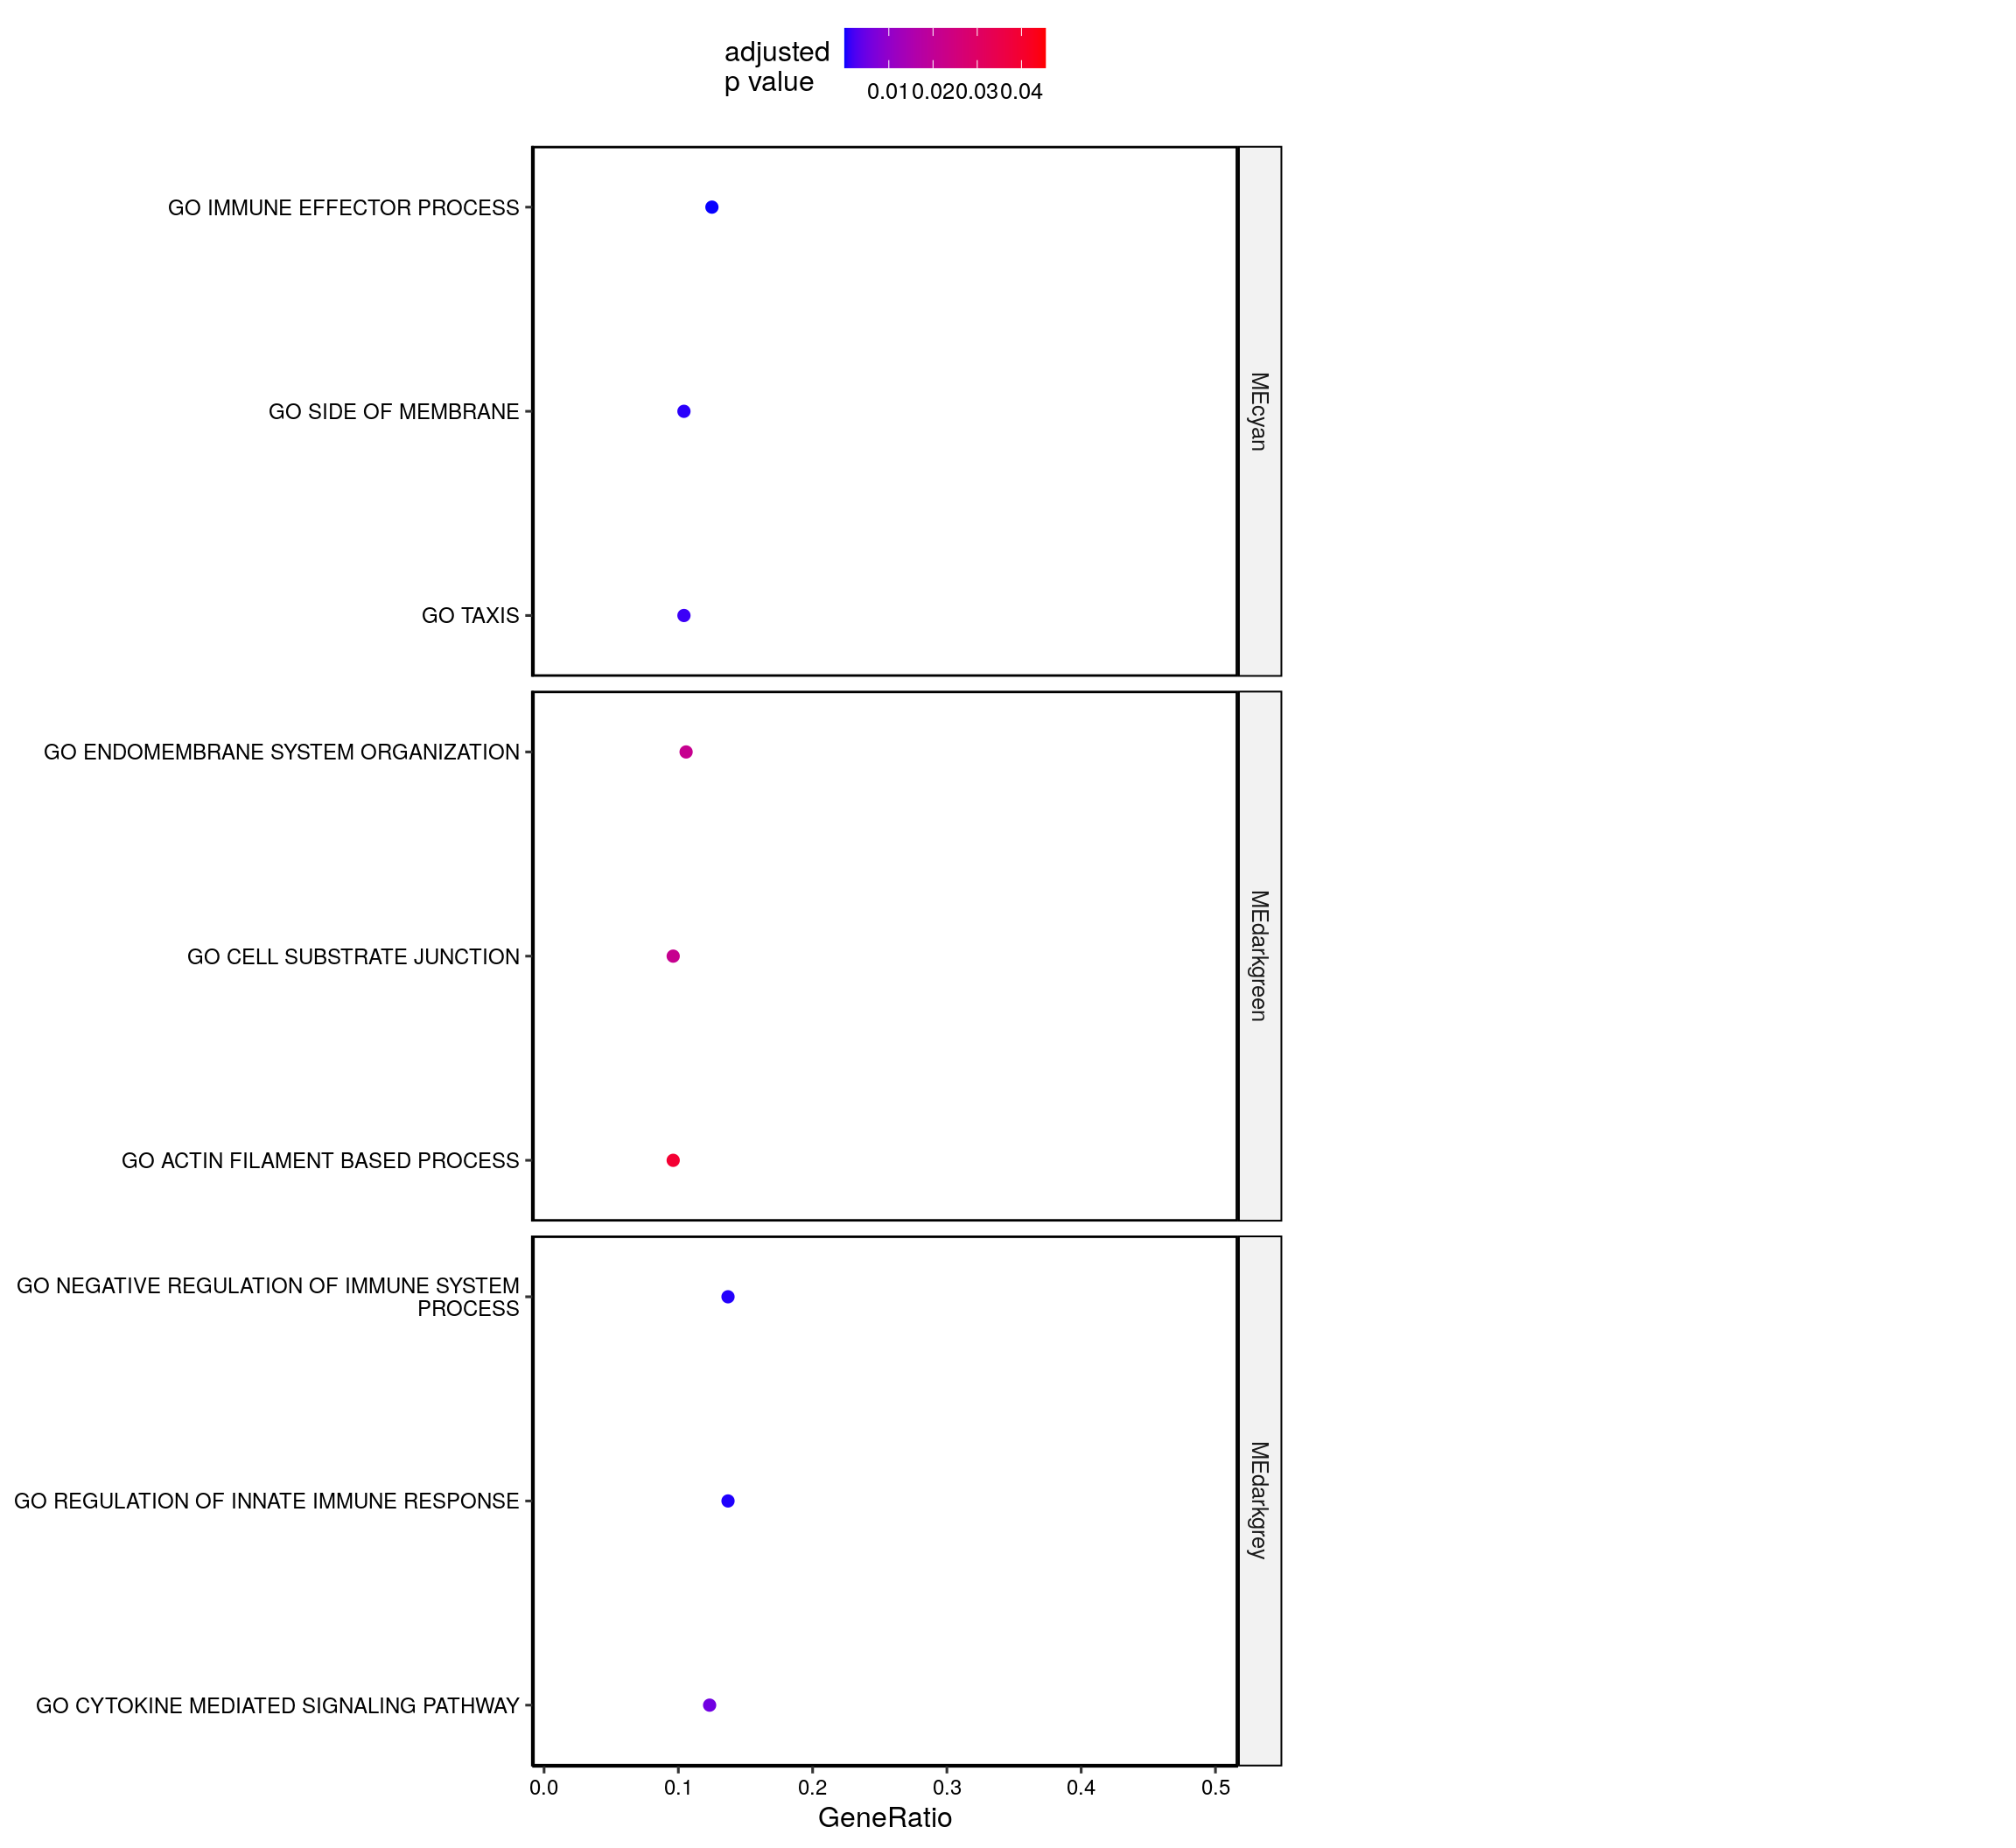 adjusted
p value
0.01 0.02 0.03 0.04
GO IMMUNE EFFECTOR PROCESS
GO SIDE OF MEMBRANE
GO TAXIS
MEcyan
GO ENDOMEMBRANE SYSTEM ORGANIZATION
GO CELL SUBSTRATE JUNCTION
GO ACTIN FILAMENT BASED PROCESS
MEdarkgreen
GO NEGATIVE REGULATION OF IMMUNE SYSTEM
PROCESS
GO REGULATION OF INNATE IMMUNE RESPONSE
GO CYTOKINE MEDIATED SIGNALING PATHWAY
MEdarkgrey
0.0 0.1 0.2 0.3 0.4 0.5
GeneRatio